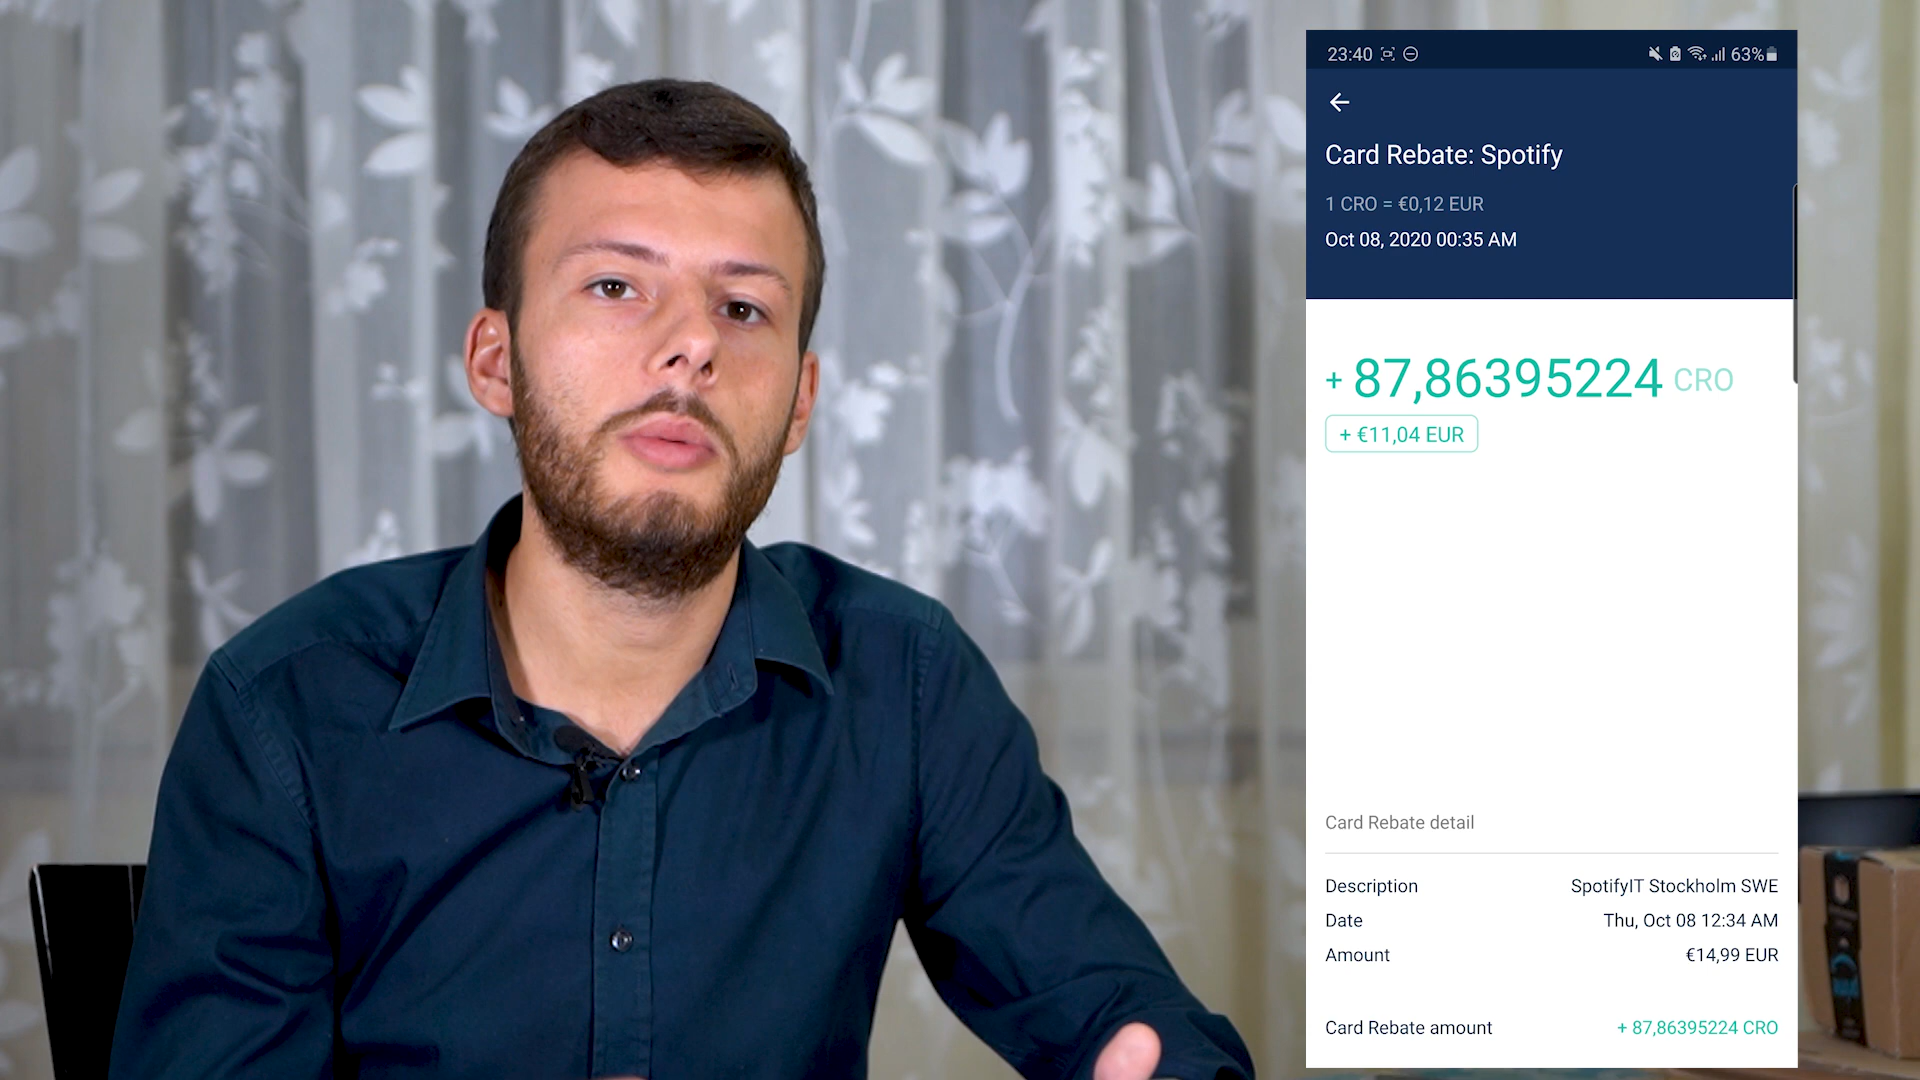 23:40 63%
Card Rebate: Spotify
1 CRO = €0,12 EUR
Oct 08, 2020 00:35 AM
+ 87,86395224 CRO
+ €11,04 EUR
Card Rebate detail
Description SpotifyIT Stockholm SWE
Date Thu, Oct 08 12:34 AM
Amount €14,99 EUR
Card Rebate amount + 87,86395224 CRO